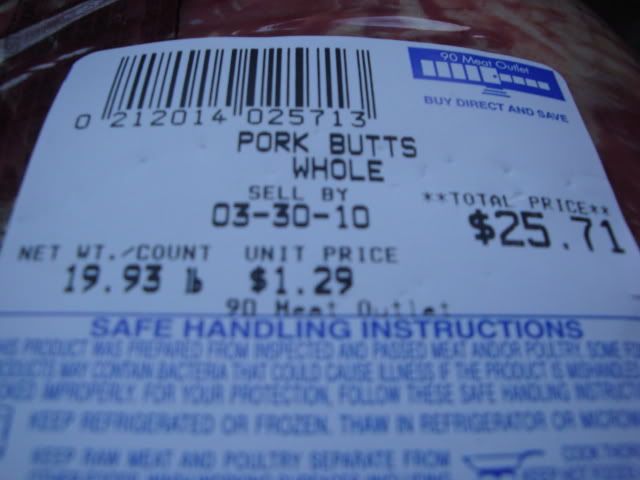 90 Meat Outlet
BUY DIRECT AND SAVE
0 212014 025713
PORK BUTTS
WHOLE
SELL BY
03-30-10
**TOTAL PRICE**
$25.71
NET WT./COUNT UNIT PRICE
19.93 lb $1.29
90 Meat Outlet
SAFE HANDLING INSTRUCTIONS
THIS PRODUCT WAS PREPARED FROM INSPECTED AND PASSED MEAT AND/OR POULTRY. SOME
PRODUCTS MAY CONTAIN BACTERIA THAT COULD CAUSE ILLNESS IF THE PRODUCT IS MISHANDLED
IMPROPERLY. FOR YOUR PROTECTION, FOLLOW THESE SAFE HANDLING
KEEP REFRIGERATED OR FROZEN. THAW IN REFRIGERATOR OR
KEEP RAW MEAT AND POULTRY SEPARATE FROM
COOK